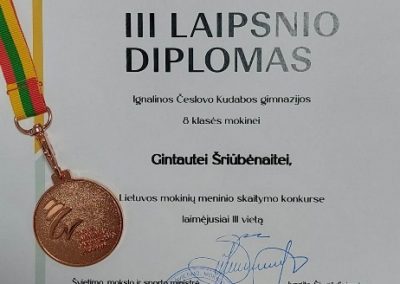 III LAIPSNIO
DIPLOMAS
Ignalinos Česlovo Kudabos gimnazijos
8 klasės mokinei
Gintautei Šriūbėnaitei,
Lietuvos mokinių meninio skaitymo konkurse
laimėjusiai III vietą
Švietimo, mokslo ir sporto ministrė